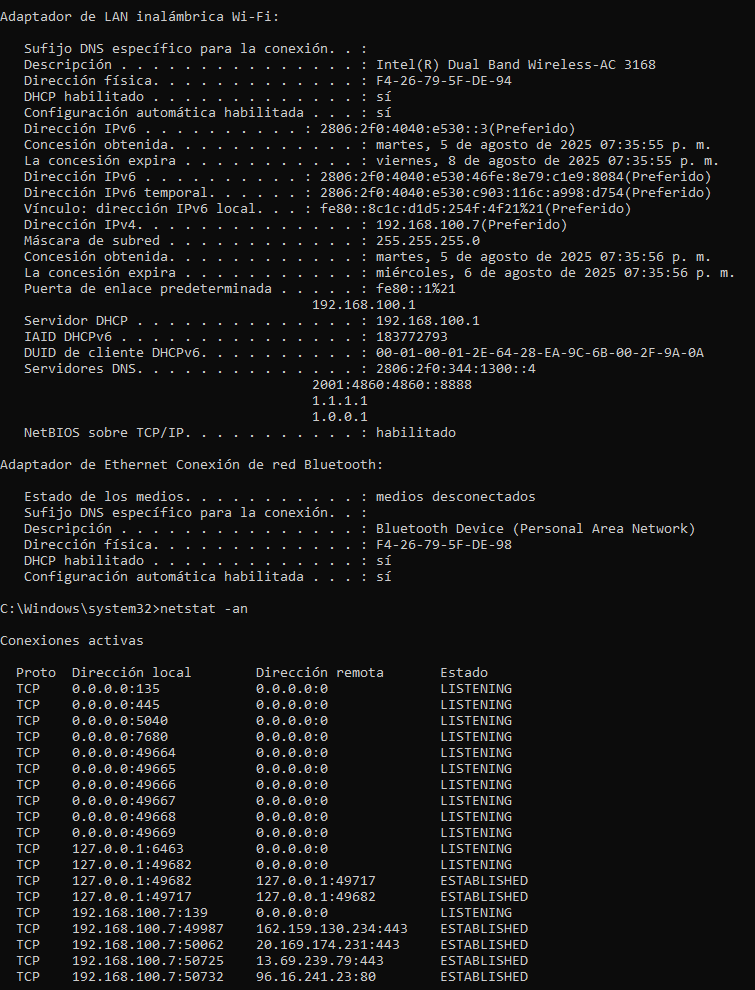 Adaptador de LAN inalámbrica Wi-Fi:
Sufijo DNS específico para la conexión. . :
Descripción . . . . . . . . . . . . . . . : Intel(R) Dual Band Wireless-AC 3168
Dirección física. . . . . . . . . . . . . : F4-26-79-5F-DE-94
DHCP habilitado . . . . . . . . . . . . . : sí
Configuración automática habilitada . . . : sí
Dirección IPv6 . . . . . . . . . . : 2806:2f0:4040:e530::3(Preferido)
Concesión obtenida. . . . . . . . . . . . : martes, 5 de agosto de 2025 07:35:55 p. m.
La concesión expira . . . . . . . . . . . : viernes, 8 de agosto de 2025 07:35:55 p. m.
Dirección IPv6 . . . . . . . . . . : 2806:2f0:4040:e530:46fe:8e79:c1e9:8084(Preferido)
Dirección IPv6 temporal. . . . . . : 2806:2f0:4040:e530:c903:116c:a998:d754(Preferido)
Vínculo: dirección IPv6 local. . . : fe80::8c1c:d1d5:254f:4f21%21(Preferido)
Dirección IPv4. . . . . . . . . . . . . . : 192.168.100.7(Preferido)
Máscara de subred . . . . . . . . . . . . : 255.255.255.0
Concesión obtenida. . . . . . . . . . . . : martes, 5 de agosto de 2025 07:35:56 p. m.
La concesión expira . . . . . . . . . . . : miércoles, 6 de agosto de 2025 07:35:56 p. m.
Puerta de enlace predeterminada . . . . . : fe80::1%21
192.168.100.1
Servidor DHCP . . . . . . . . . . . . . . : 192.168.100.1
IAID DHCPv6 . . . . . . . . . . . . . . . : 183772793
DUID de cliente DHCPv6. . . . . . . . . . : 00-01-00-01-2E-64-28-EA-9C-6B-00-2F-9A-0A
Servidores DNS. . . . . . . . . . . . . . : 2806:2f0:344:1300::4
2001:4860:4860::8888
1.1.1.1
1.0.0.1
NetBIOS sobre TCP/IP. . . . . . . . . . . : habilitado
Adaptador de Ethernet Conexión de red Bluetooth:
Estado de los medios. . . . . . . . . . . : medios desconectados
Sufijo DNS específico para la conexión. . :
Descripción . . . . . . . . . . . . . . . : Bluetooth Device (Personal Area Network)
Dirección física. . . . . . . . . . . . . : F4-26-79-5F-DE-98
DHCP habilitado . . . . . . . . . . . . . : sí
Configuración automática habilitada . . . : sí
C:\Windows\system32>netstat -an
Conexiones activas
Proto  Dirección local        Dirección remota       Estado
TCP    0.0.0.0:135            0.0.0.0:0              LISTENING
TCP    0.0.0.0:445            0.0.0.0:0              LISTENING
TCP    0.0.0.0:5040           0.0.0.0:0              LISTENING
TCP    0.0.0.0:7680           0.0.0.0:0              LISTENING
TCP    0.0.0.0:49664          0.0.0.0:0              LISTENING
TCP    0.0.0.0:49665          0.0.0.0:0              LISTENING
TCP    0.0.0.0:49666          0.0.0.0:0              LISTENING
TCP    0.0.0.0:49667          0.0.0.0:0              LISTENING
TCP    0.0.0.0:49668          0.0.0.0:0              LISTENING
TCP    0.0.0.0:49669          0.0.0.0:0              LISTENING
TCP    127.0.0.1:6463         0.0.0.0:0              LISTENING
TCP    127.0.0.1:49682        0.0.0.0:0              LISTENING
TCP    127.0.0.1:49682        127.0.0.1:49717        ESTABLISHED
TCP    127.0.0.1:49717        127.0.0.1:49682        ESTABLISHED
TCP    192.168.100.7:139      0.0.0.0:0              LISTENING
TCP    192.168.100.7:49987    162.159.130.234:443    ESTABLISHED
TCP    192.168.100.7:50062    20.169.174.231:443     ESTABLISHED
TCP    192.168.100.7:50725    13.69.239.79:443       ESTABLISHED
TCP    192.168.100.7:50732    96.16.241.23:80        ESTABLISHED